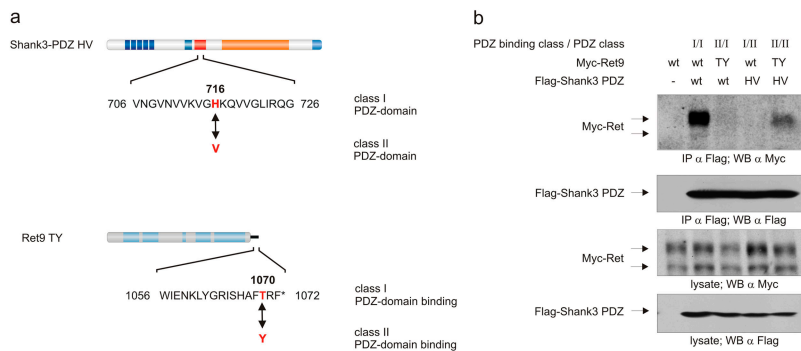 a
Shank3-PDZ HV
716
706 VNGVNVVKVGHKQVVGLIRQG 726
class I
PDZ-domain
class II
PDZ-domain
V
Ret9 TY
1070
1056 WIENKLYGRISHAFTRF* 1072
class I
PDZ-domain binding
class II
PDZ-domain binding
Y
b
PDZ binding class / PDZ class I/I II/I I/II II/II
Myc-Ret9 wt wt TY wt TY
Flag-Shank3 PDZ - wt wt HV HV
Myc-Ret
IP α Flag; WB α Myc
Flag-Shank3 PDZ
IP α Flag; WB α Flag
Myc-Ret
lysate; WB α Myc
Flag-Shank3 PDZ
lysate; WB α Flag